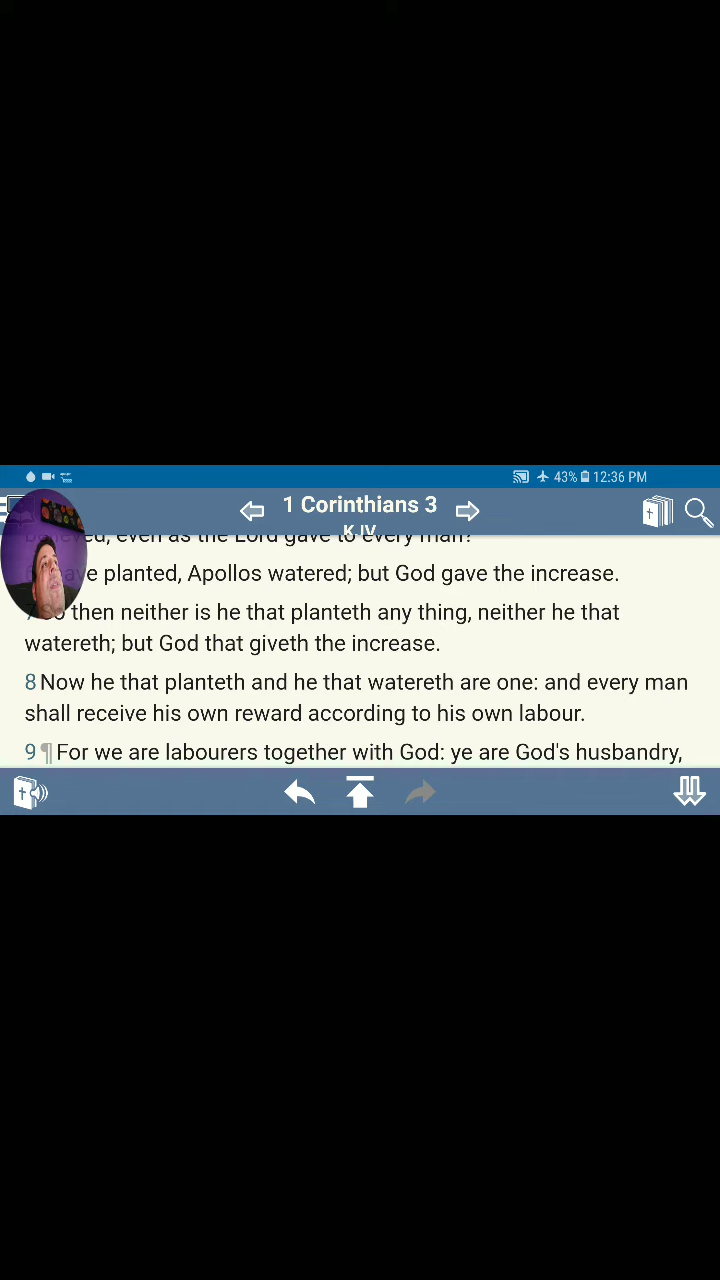 43% 12:36 PM
1 Corinthians 3
KJV
believed, even as the Lord gave to every man?
have planted, Apollos watered; but God gave the increase.
7 So then neither is he that planteth any thing, neither he that
watereth; but God that giveth the increase.
8 Now he that planteth and he that watereth are one: and every man
shall receive his own reward according to his own labour.
9 ¶ For we are labourers together with God: ye are God's husbandry,